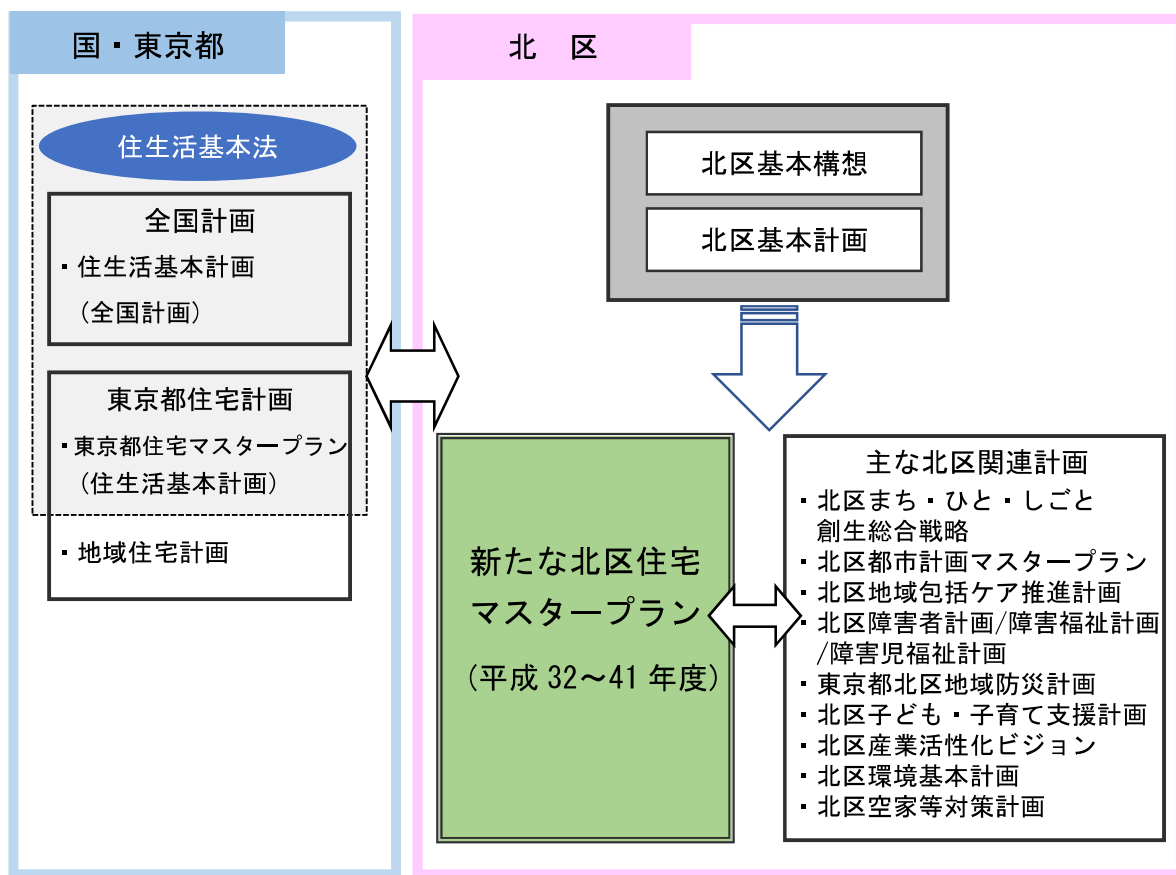 国・東京都
住生活基本法
全国計画
・住生活基本計画
（全国計画）
東京都住宅計画
・東京都住宅マスタープラン
（住生活基本計画）
・地域住宅計画
北　区
北区基本構想
北区基本計画
新たな北区住宅
マスタープラン
（平成 32～41 年度）
主な北区関連計画
・北区まち・ひと・しごと
創生総合戦略
・北区都市計画マスタープラン
・北区地域包括ケア推進計画
・北区障害者計画/障害福祉計画
/障害児福祉計画
・東京都北区地域防災計画
・北区子ども・子育て支援計画
・北区産業活性化ビジョン
・北区環境基本計画
・北区空家等対策計画